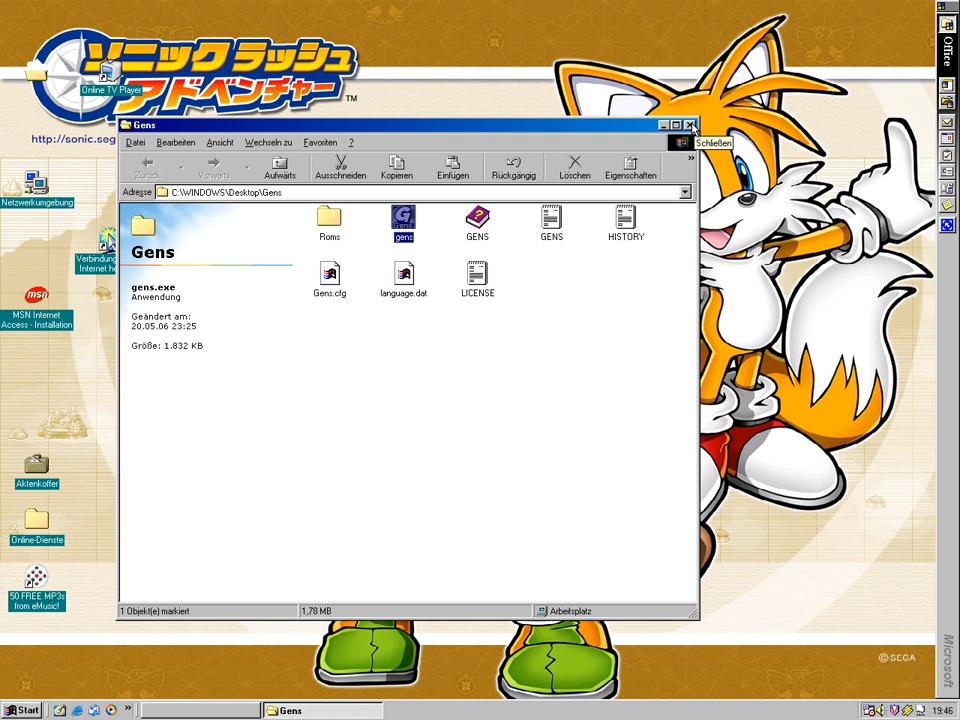 ソニックラッシュ
アドベンチャー
TM
Online TV Player
Gens
Datei Bearbeiten Ansicht Wechseln zu Favoriten ?
Schließen
Zurück Vorwärts Aufwärts Ausschneiden Kopieren Einfügen Rückgängig Löschen Eigenschaften »
Adresse C:\WINDOWS\Desktop\Gens
http://sonic.seg
Netzwerkumgebung
Verbindung
Internet he
MSN Internet
Access - Installation
msn
Aktenkoffer
Online-Dienste
50 FREE MP3s
from eMusic!
Gens
gens.exe
Anwendung
Geändert am:
20.05.06 23:25
Größe: 1.832 KB
Roms gens GENS GENS HISTORY
Gens.cfg language.dat LICENSE
1 Objekt(e) markiert 1,78 MB Arbeitsplatz
Office
Microsoft
©SEGA
Start » Gens 19:46